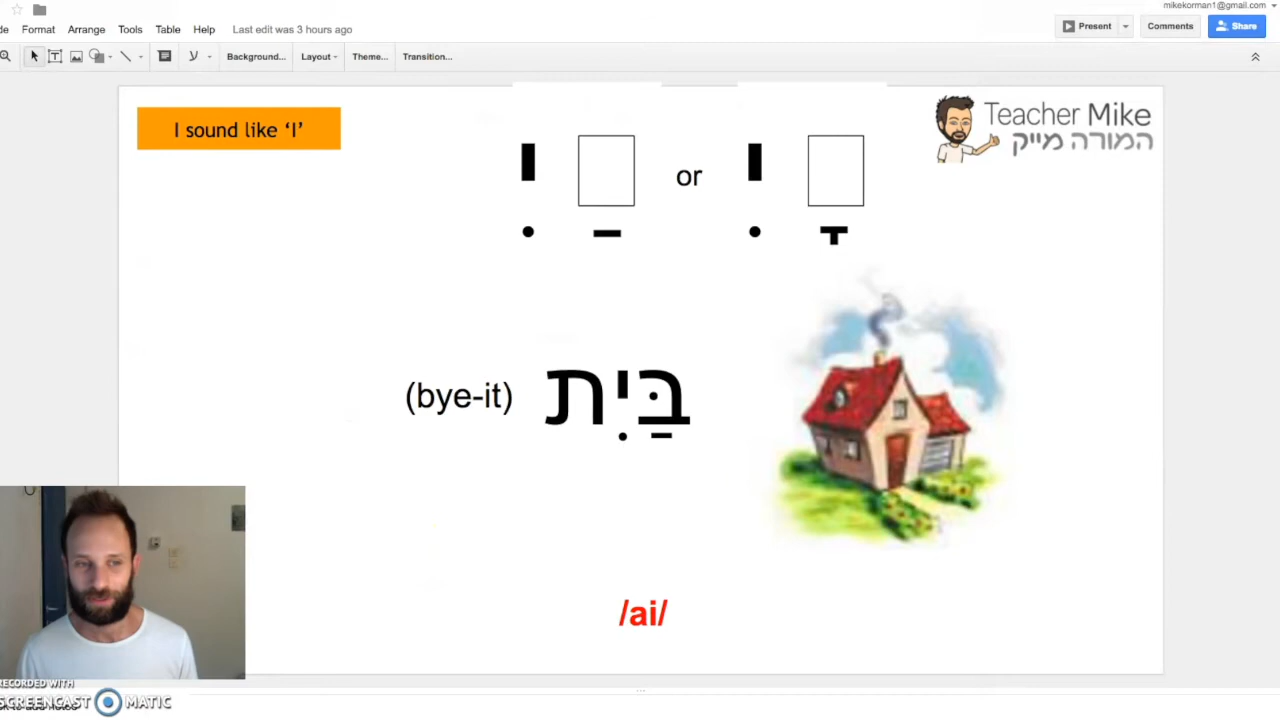 mikekorman1@gmail.com
de Format Arrange Tools Table Help Last edit was 3 hours ago
Present Comments Share
Background... Layout Theme... Transition...
I sound like ‘I’
Teacher Mike
המורה מייק
יִ ַ or יִ ָ
בַּיִת (bye-it)
/ai/
RECORDED WITH
SCREENCAST MATIC